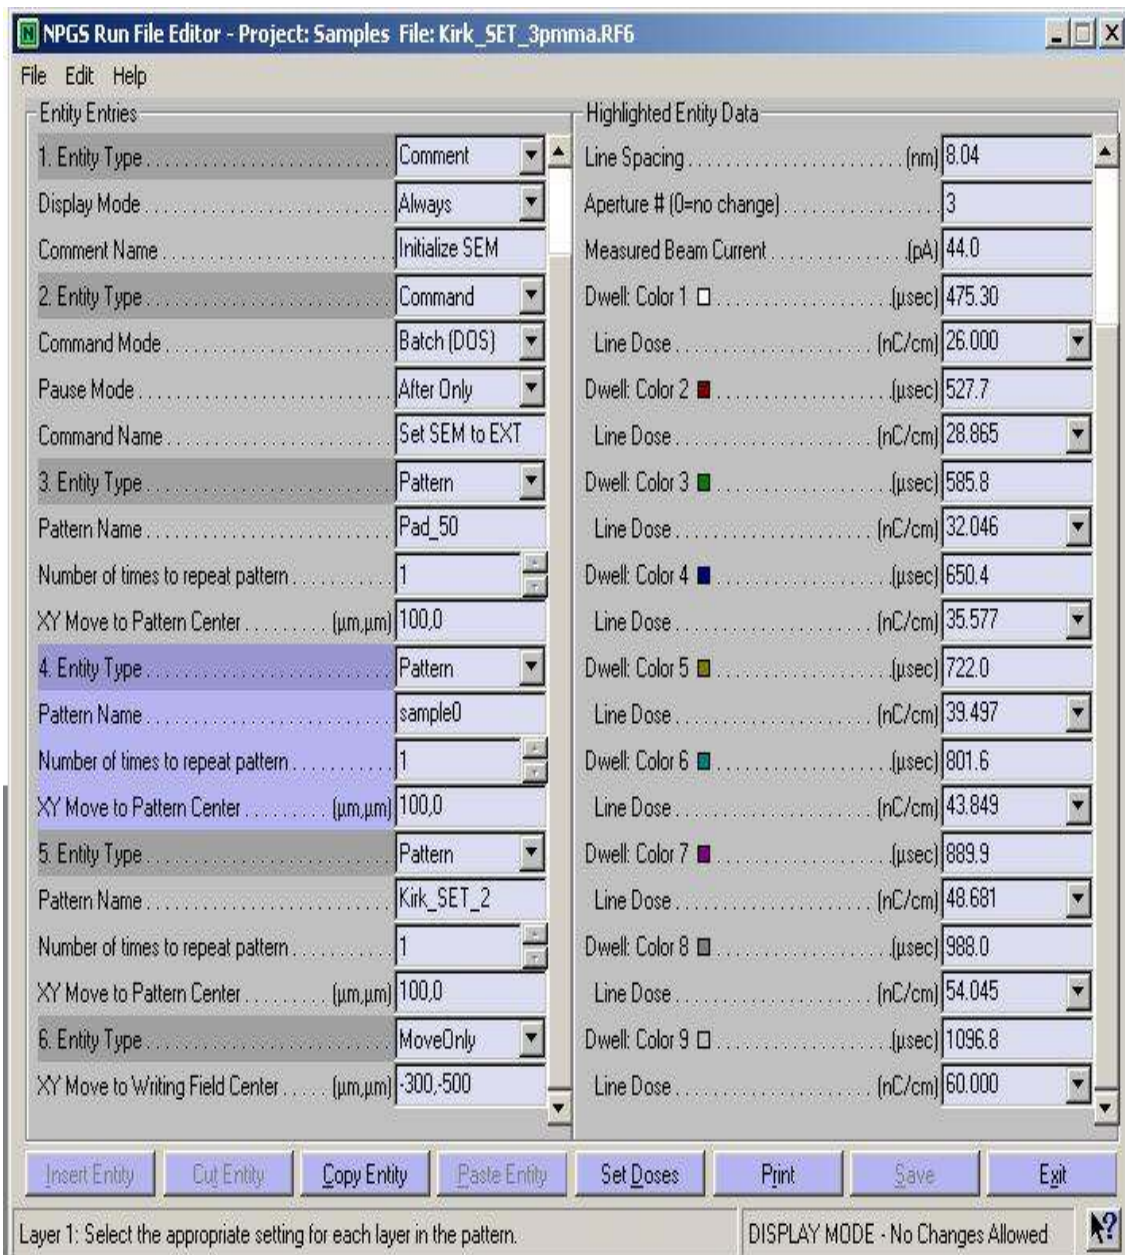 NPGS Run File Editor - Project: Samples File: Kirk_SET_3pmma.RF6
File Edit Help
Entity Entries
1. Entity Type Comment
Display Mode Always
Comment Name Initialize SEM
2. Entity Type Command
Command Mode Batch (DOS)
Pause Mode After Only
Command Name Set SEM to EXT
3. Entity Type Pattern
Pattern Name Pad_50
Number of times to repeat pattern 1
XY Move to Pattern Center (µm,µm) 100,0
4. Entity Type Pattern
Pattern Name sample0
Number of times to repeat pattern 1
XY Move to Pattern Center (µm,µm) 100,0
5. Entity Type Pattern
Pattern Name Kirk_SET_2
Number of times to repeat pattern 1
XY Move to Pattern Center (µm,µm) 100,0
6. Entity Type MoveOnly
XY Move to Writing Field Center (µm,µm) -300,-500
Highlighted Entity Data
Line Spacing (nm) 8.04
Aperture # (0=no change) 3
Measured Beam Current (pA) 44.0
Dwell: Color 1 (µsec) 475.30
Line Dose (nC/cm) 26.000
Dwell: Color 2 (µsec) 527.7
Line Dose (nC/cm) 28.865
Dwell: Color 3 (µsec) 585.8
Line Dose (nC/cm) 32.046
Dwell: Color 4 (µsec) 650.4
Line Dose (nC/cm) 35.577
Dwell: Color 5 (µsec) 722.0
Line Dose (nC/cm) 39.497
Dwell: Color 6 (µsec) 801.6
Line Dose (nC/cm) 43.849
Dwell: Color 7 (µsec) 889.9
Line Dose (nC/cm) 48.681
Dwell: Color 8 (µsec) 988.0
Line Dose (nC/cm) 54.045
Dwell: Color 9 (µsec) 1096.8
Line Dose (nC/cm) 60.000
Insert Entity Cut Entity Copy Entity Paste Entity Set Doses Print Save Exit
Layer 1: Select the appropriate setting for each layer in the pattern. DISPLAY MODE - No Changes Allowed